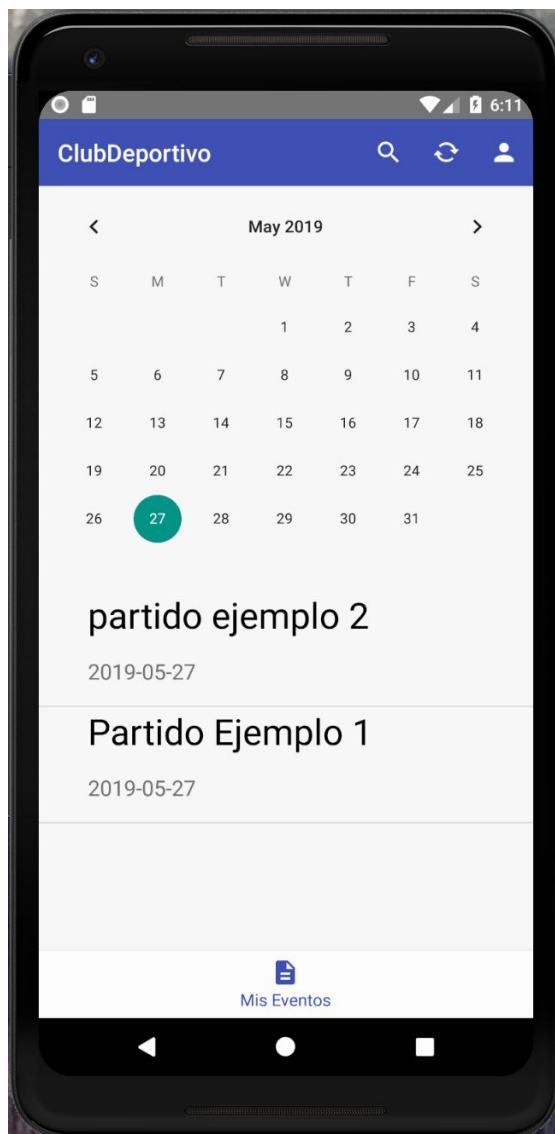 6:11
ClubDeportivo
May 2019
S M T W T F S
1 2 3 4
5 6 7 8 9 10 11
12 13 14 15 16 17 18
19 20 21 22 23 24 25
26 27 28 29 30 31
partido ejemplo 2
2019-05-27
Partido Ejemplo 1
2019-05-27
Mis Eventos